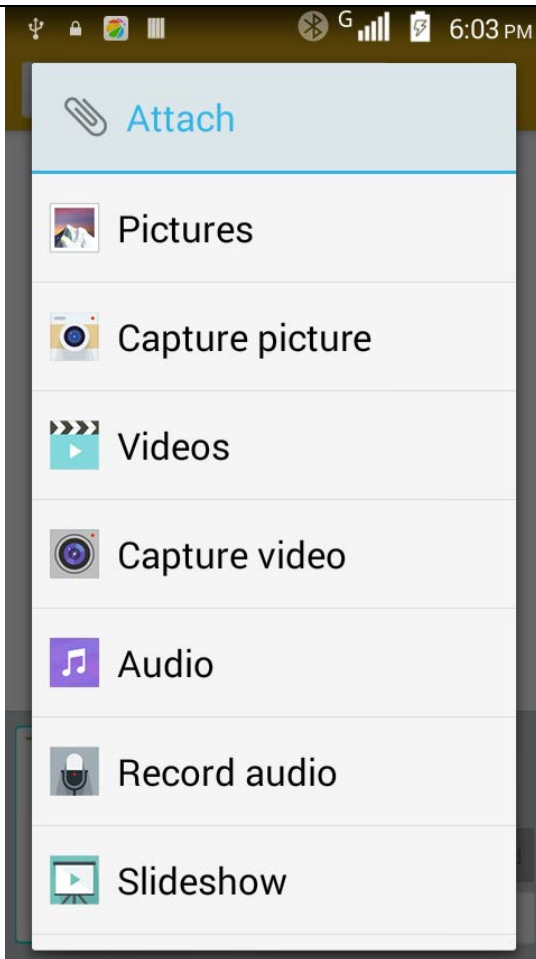 G 6:03 PM
Attach
Pictures
Capture picture
Videos
Capture video
Audio
Record audio
Slideshow